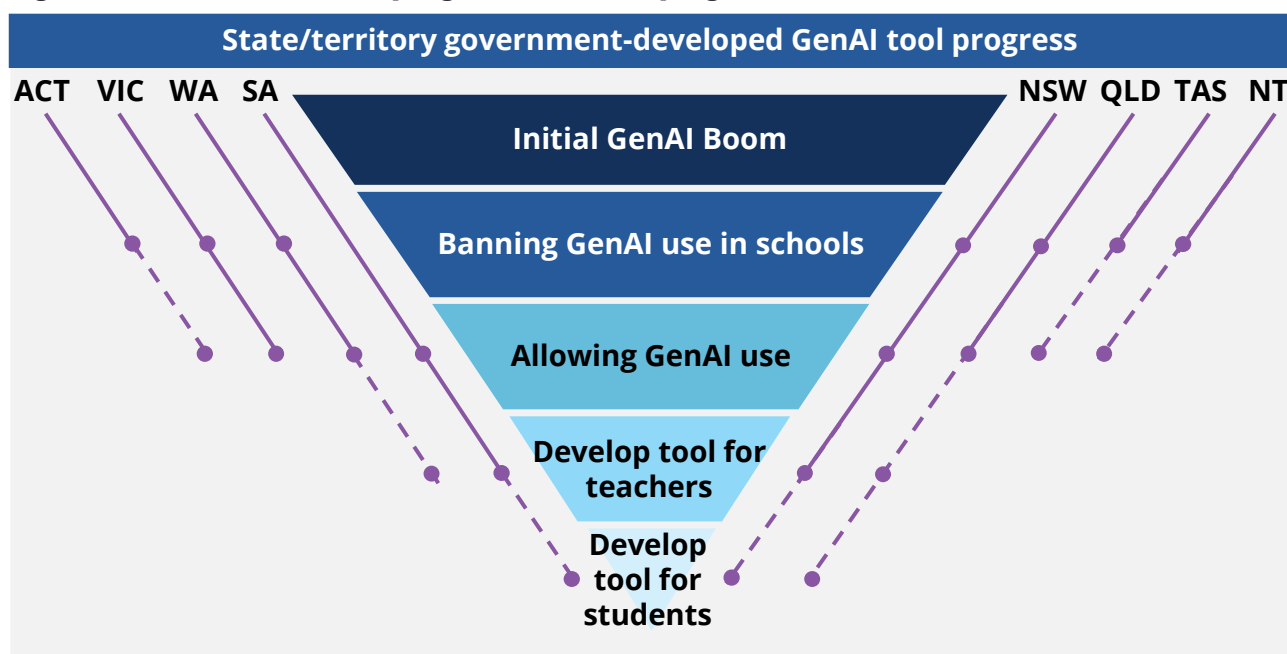 State/territory government-developed GenAI tool progress
ACT VIC WA SA NSW QLD TAS NT
Initial GenAI Boom
Banning GenAI use in schools
Allowing GenAI use
Develop tool for
teachers
Develop
tool for
students